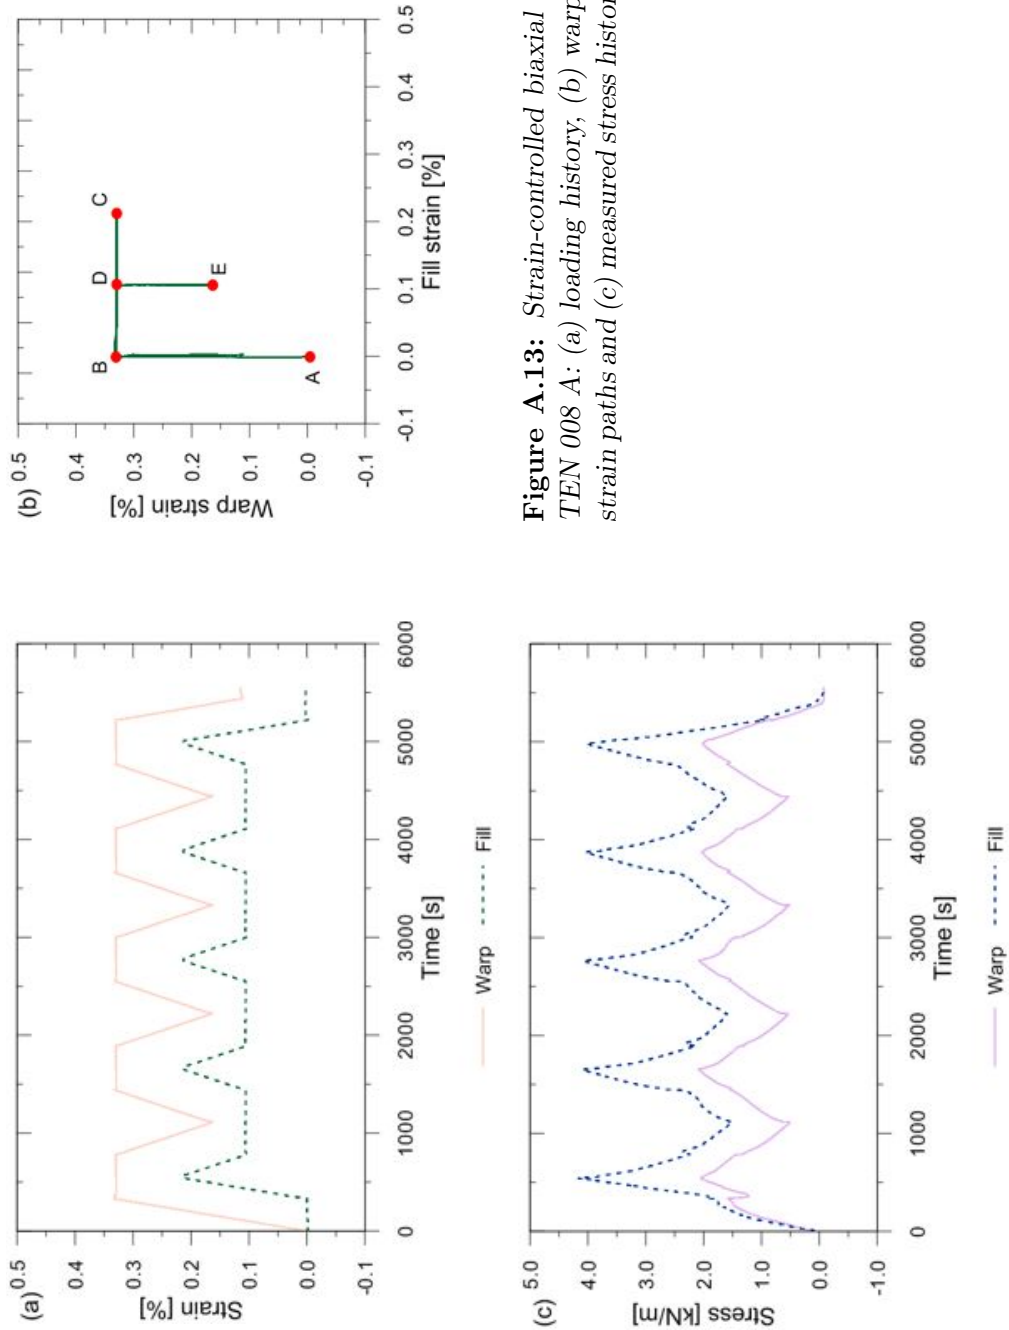 (a)
0.5
0.4
0.3
0.2
0.1
0.0
-0.1
Strain [%]
0
1000
2000
3000
4000
5000
6000
Time [s]
Warp
Fill
(b)
0.5
0.4
0.3
0.2
0.1
0.0
-0.1
Warp strain [%]
A
B
C
D
E
-0.1
0.0
0.1
0.2
0.3
0.4
0.5
Fill strain [%]
(c)
5.0
4.0
3.0
2.0
1.0
0.0
-1.0
Stress [kN/m]
0
1000
2000
3000
4000
5000
6000
Time [s]
Warp
Fill
Figure A.13: Strain-controlled biaxial
TEN 008 A: (a) loading history, (b) warp
strain paths and (c) measured stress histor